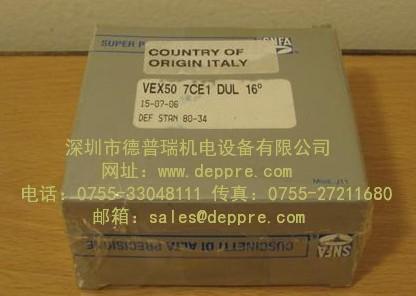 SUPER P
SNFA
COUNTRY OF
ORIGIN ITALY
VEX50 7CE1 DUL 16°
15-07-06
DEF STAN 80-34
深圳市德普瑞机电设备有限公司
网址：www.deppre.com
电话：0755-33048111 传真：0755-27211680
邮箱：sales@deppre.com
CUSCINETTI DI ALTA PRECISIONE
SNFA